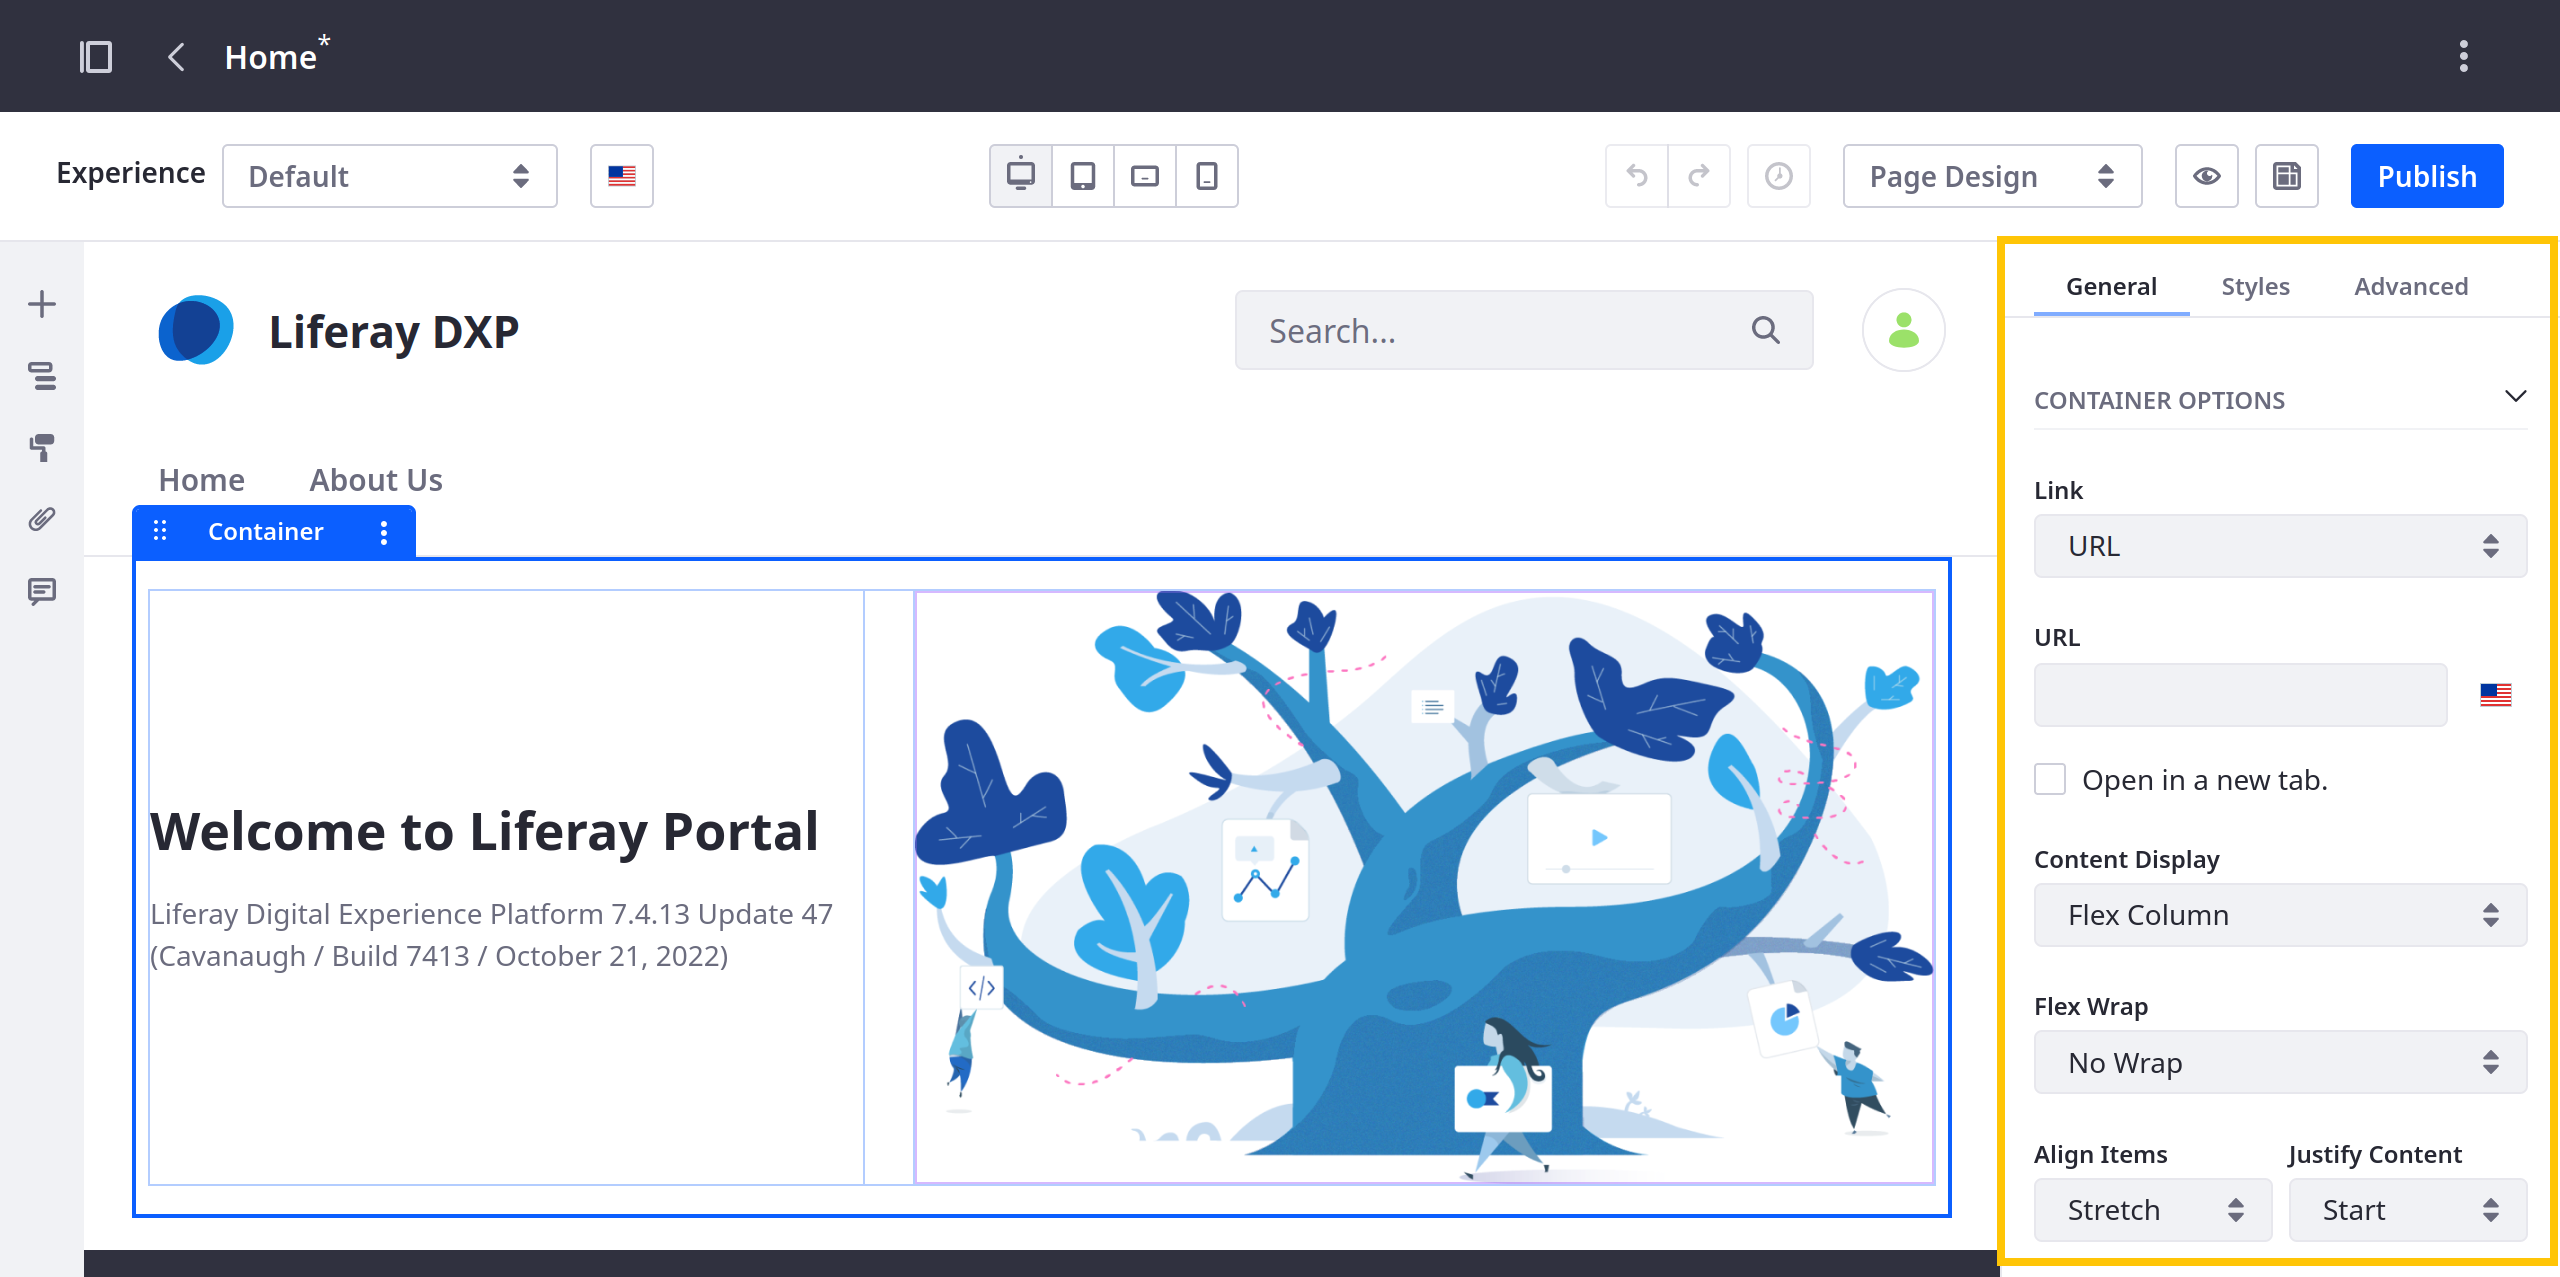 Home*
Experience
Default
Page Design
Publish
Liferay DXP
Search...
Home
About Us
Container
Welcome to Liferay Portal
Liferay Digital Experience Platform 7.4.13 Update 47
(Cavanaugh / Build 7413 / October 21, 2022)
</>
General
Styles
Advanced
CONTAINER OPTIONS
Link
URL
URL
Open in a new tab.
Content Display
Flex Column
Flex Wrap
No Wrap
Align Items
Justify Content
Stretch
Start